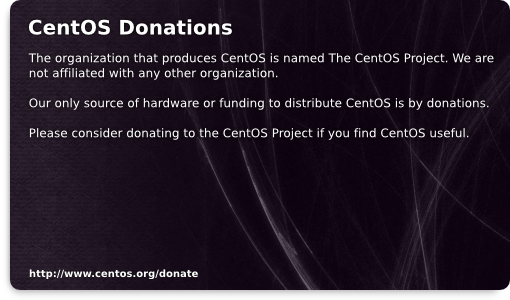 CentOS Donations
The organization that produces CentOS is named The CentOS Project. We are
not affiliated with any other organization.
Our only source of hardware or funding to distribute CentOS is by donations.
Please consider donating to the CentOS Project if you find CentOS useful.
http://www.centos.org/donate